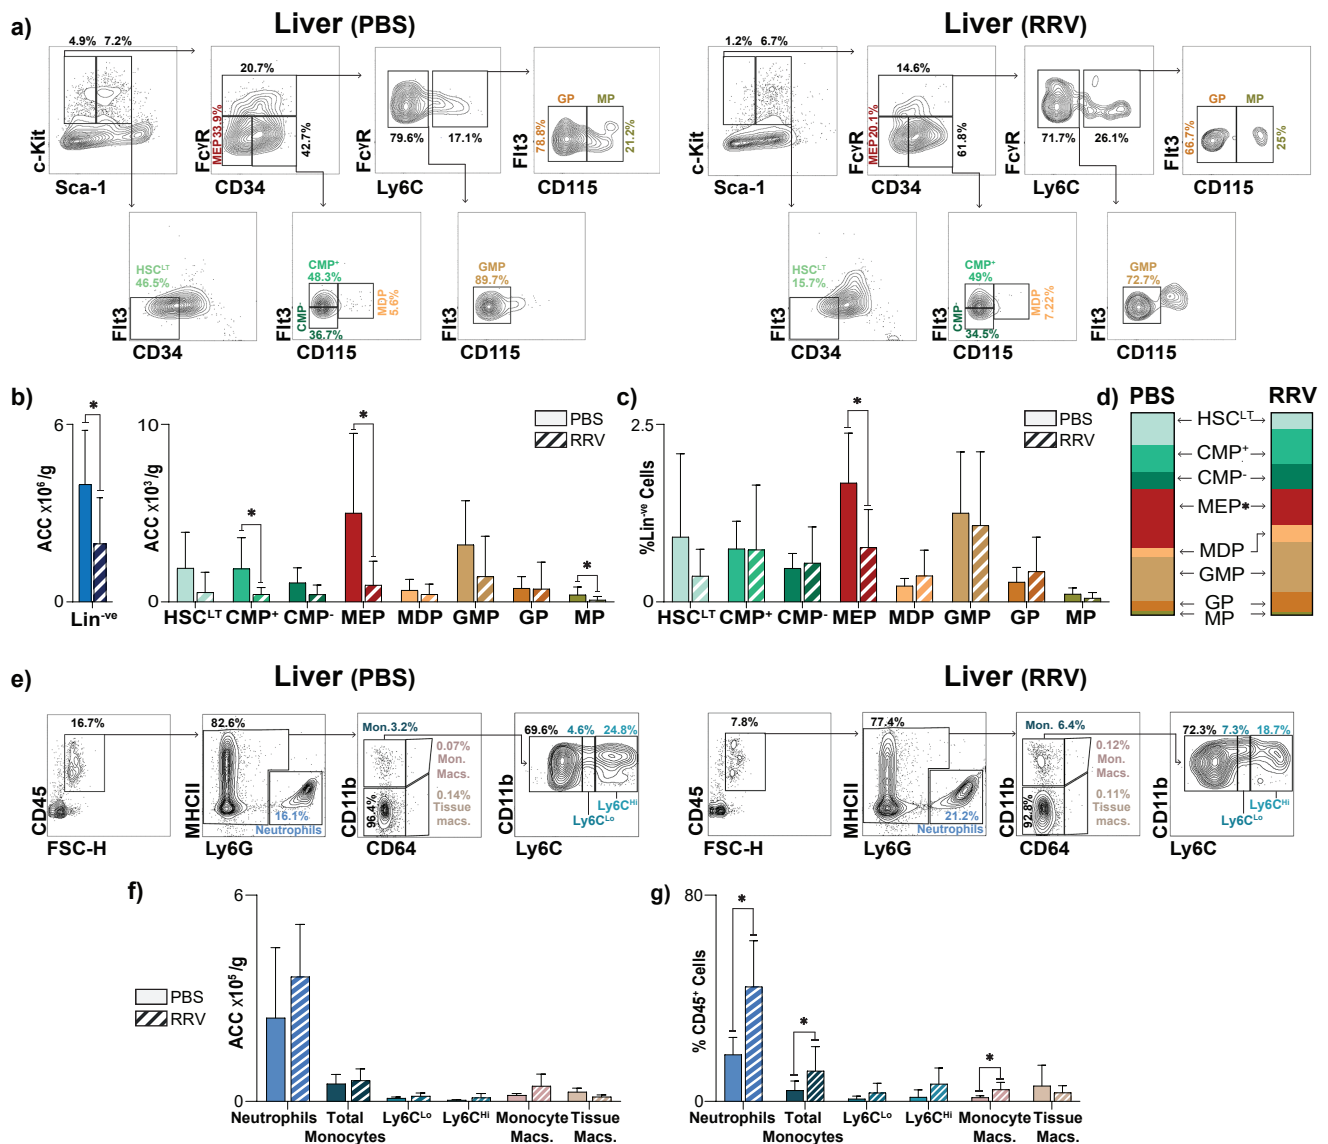 a)
Liver (PBS)
Liver (RRV)
4.9% 7.2%
c-Kit
Sca-1
20.7%
MEP33.9%
42.7%
FcγR
CD34
79.6%
17.1%
FcγR
Ly6C
GP
MP
78.8%
21.2%
Flt3
CD115
1.2% 6.7%
c-Kit
Sca-1
14.6%
MEP20.1%
61.8%
FcγR
CD34
71.7%
26.1%
FcγR
Ly6C
GP
MP
66.7%
25%
Flt3
CD115
HSCLT
46.5%
Flt3
CD34
CMP+
48.3%
CMP-
36.7%
MDP
5.6%
Flt3
CD115
GMP
89.7%
Flt3
CD115
HSCLT
15.7%
Flt3
CD34
CMP+
49%
CMP-
34.5%
MDP
7.22%
Flt3
CD115
GMP
72.7%
Flt3
CD115
b)
6
ACC x10⁶/g
0
*
Lin-ve
10
ACC x10³/g
0
* * *
PBS
RRV
HSCLT CMP+ CMP- MEP MDP GMP GP MP
c)
2.5
%Lin-ve Cells
0
*
PBS
RRV
HSCLT CMP+ CMP- MEP MDP GMP GP MP
d)
PBS RRV
HSCLT
CMP+
CMP-
MEP*
MDP
GMP
GP
MP
e)
Liver (PBS)
Liver (RRV)
16.7%
CD45
FSC-H
82.6%
16.1%
Neutrophils
MHCII
Ly6G
Mon.3.2%
0.07%
Mon.
Macs.
0.14%
Tissue
macs.
96.4%
CD11b
CD64
69.6% 4.6% 24.8%
Ly6CHi
Ly6CLo
CD11b
Ly6C
7.8%
CD45
FSC-H
77.4%
21.2%
Neutrophils
MHCII
Ly6G
Mon. 6.4%
0.12%
Mon.
Macs.
0.11%
Tissue
macs.
92.8%
CD11b
CD64
72.3% 7.3% 18.7%
Ly6CHi
Ly6CLo
CD11b
Ly6C
f)
6
ACC x10⁵/g
0
PBS
RRV
Neutrophils Total Ly6CLo Ly6CHi Monocyte Tissue
Monocytes Macs. Macs.
g)
80
% CD45+ Cells
0
* * *
Neutrophils Total Ly6CLo Ly6CHi Monocyte Tissue
Monocytes Macs. Macs.